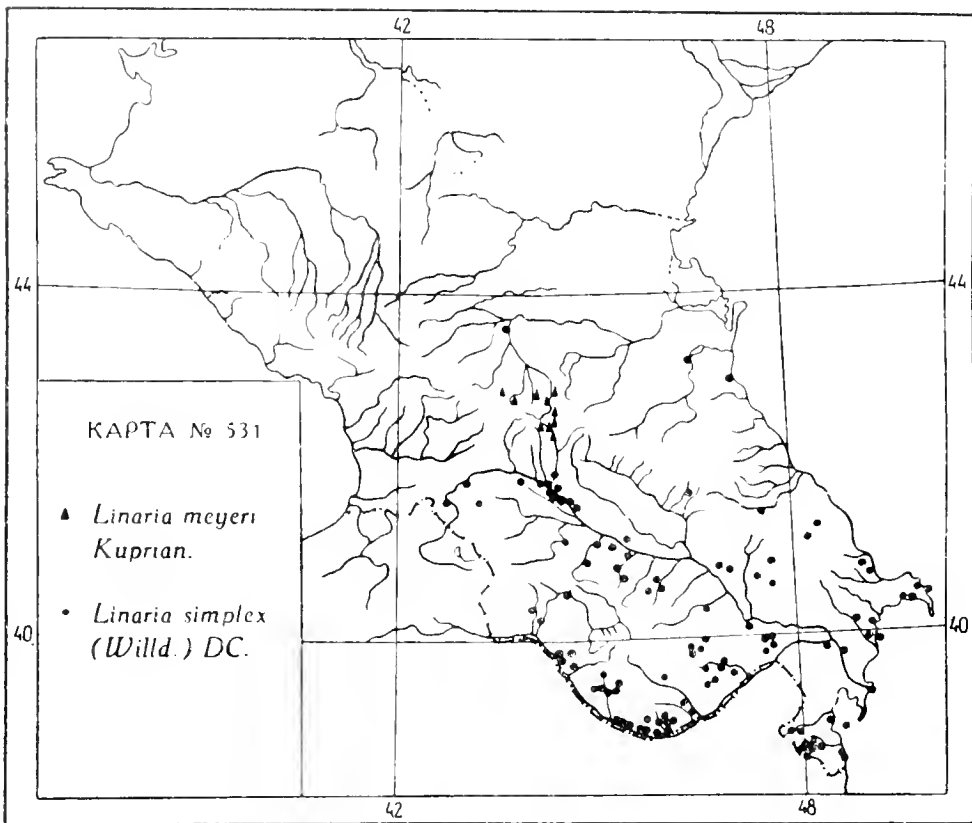 42 48
44 44
КАРТА № 531
▲ Linaria meyeri
Kuprian.
• Linaria simplex
(Willd.) DC.
40 40
42 48